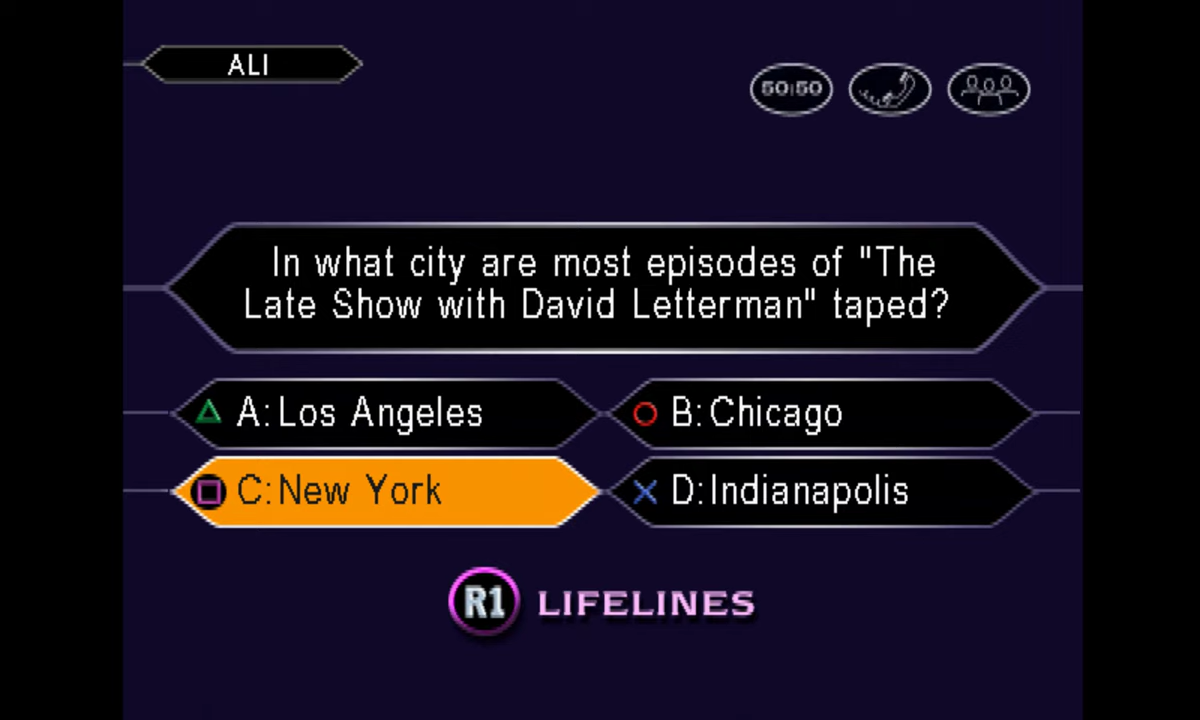 ALI
50:50
In what city are most episodes of "The
Late Show with David Letterman" taped?
A:Los Angeles
B:Chicago
C:New York
D:Indianapolis
R1 LIFELINES